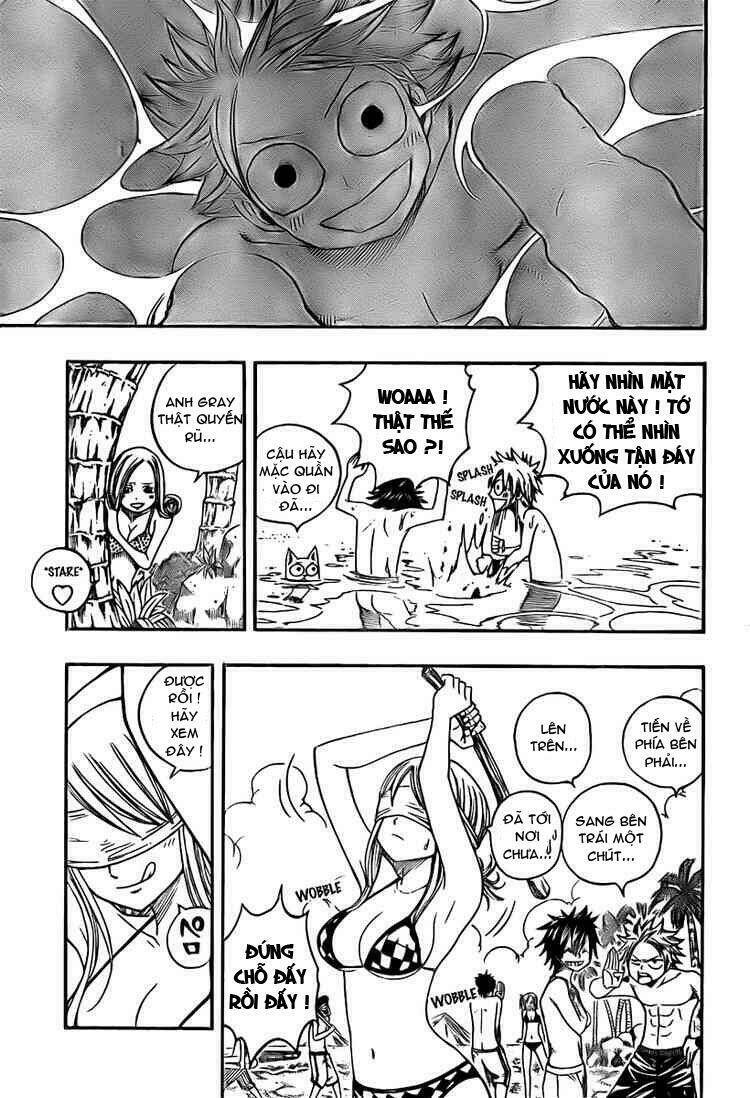 HÃY NHÌN MẶT
NƯỚC NÀY ! TỚ
CÓ THỂ NHÌN
XUỐNG TẬN ĐÁY
CỦA NÓ !
WOAAA !
THẬT THẾ
SAO ?!
SPLASH
SPLASH
CẬU HÃY
MẶC QUẦN
VÀO ĐI
ĐÃ...
ANH GRAY
THẬT QUYẾN
RŨ...
"STARE"
TIẾN VỀ
PHÍA BÊN
PHẢI...
LÊN
TRÊN...
SANG BÊN
TRÁI MỘT
CHÚT...
ĐÃ TỚI
NƠI
CHƯA...
WOBBLE
WOBBLE
ĐÚNG
CHỖ ĐẤY
RỒI ĐẤY !
ĐƯỢC
RỒI !
HÃY
XEM
ĐÂY !
ペロ